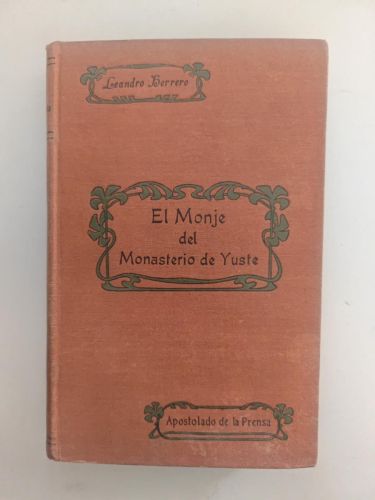 Leandro Herrero
El Monje
del
Monasterio de Yuste
Apostolado de la Prensa